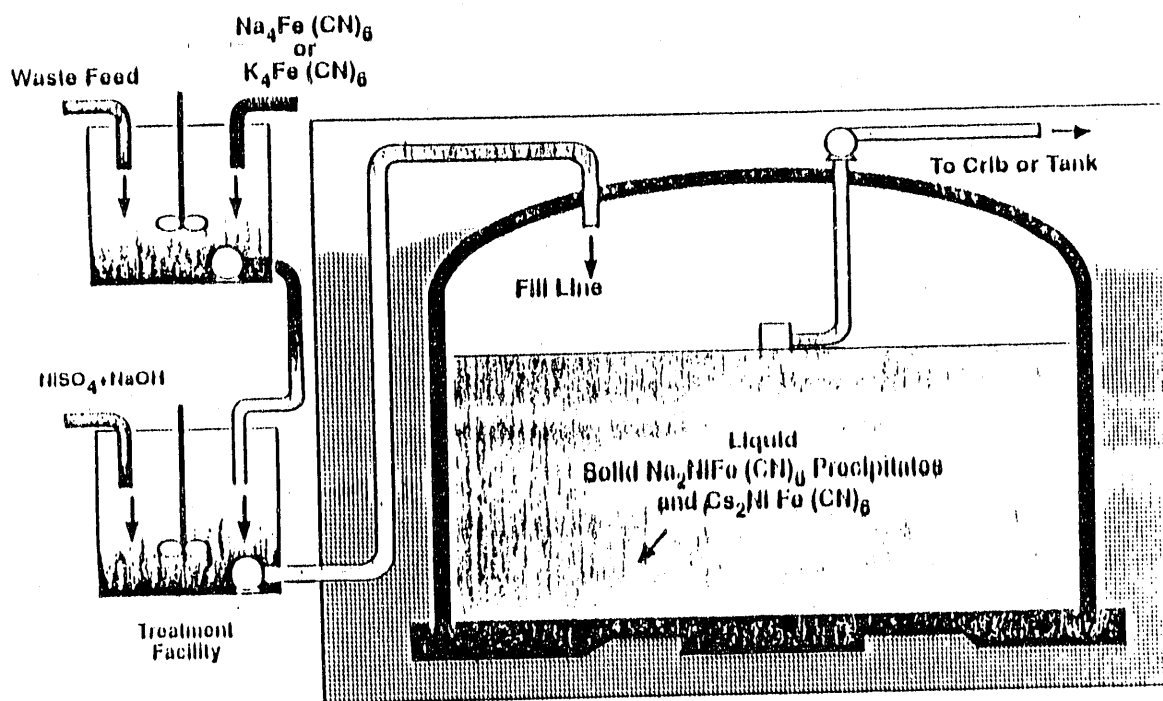 Na₄Fe (CN)₆
or
K₄Fe (CN)₆
Waste Feed
To Crib or Tank
Fill Line
NiSO₄+NaOH
Liquid
Solid Na₂NiFe (CN)₆ Precipitates
and Cs₂Ni Fe (CN)₆
Treatment
Facility